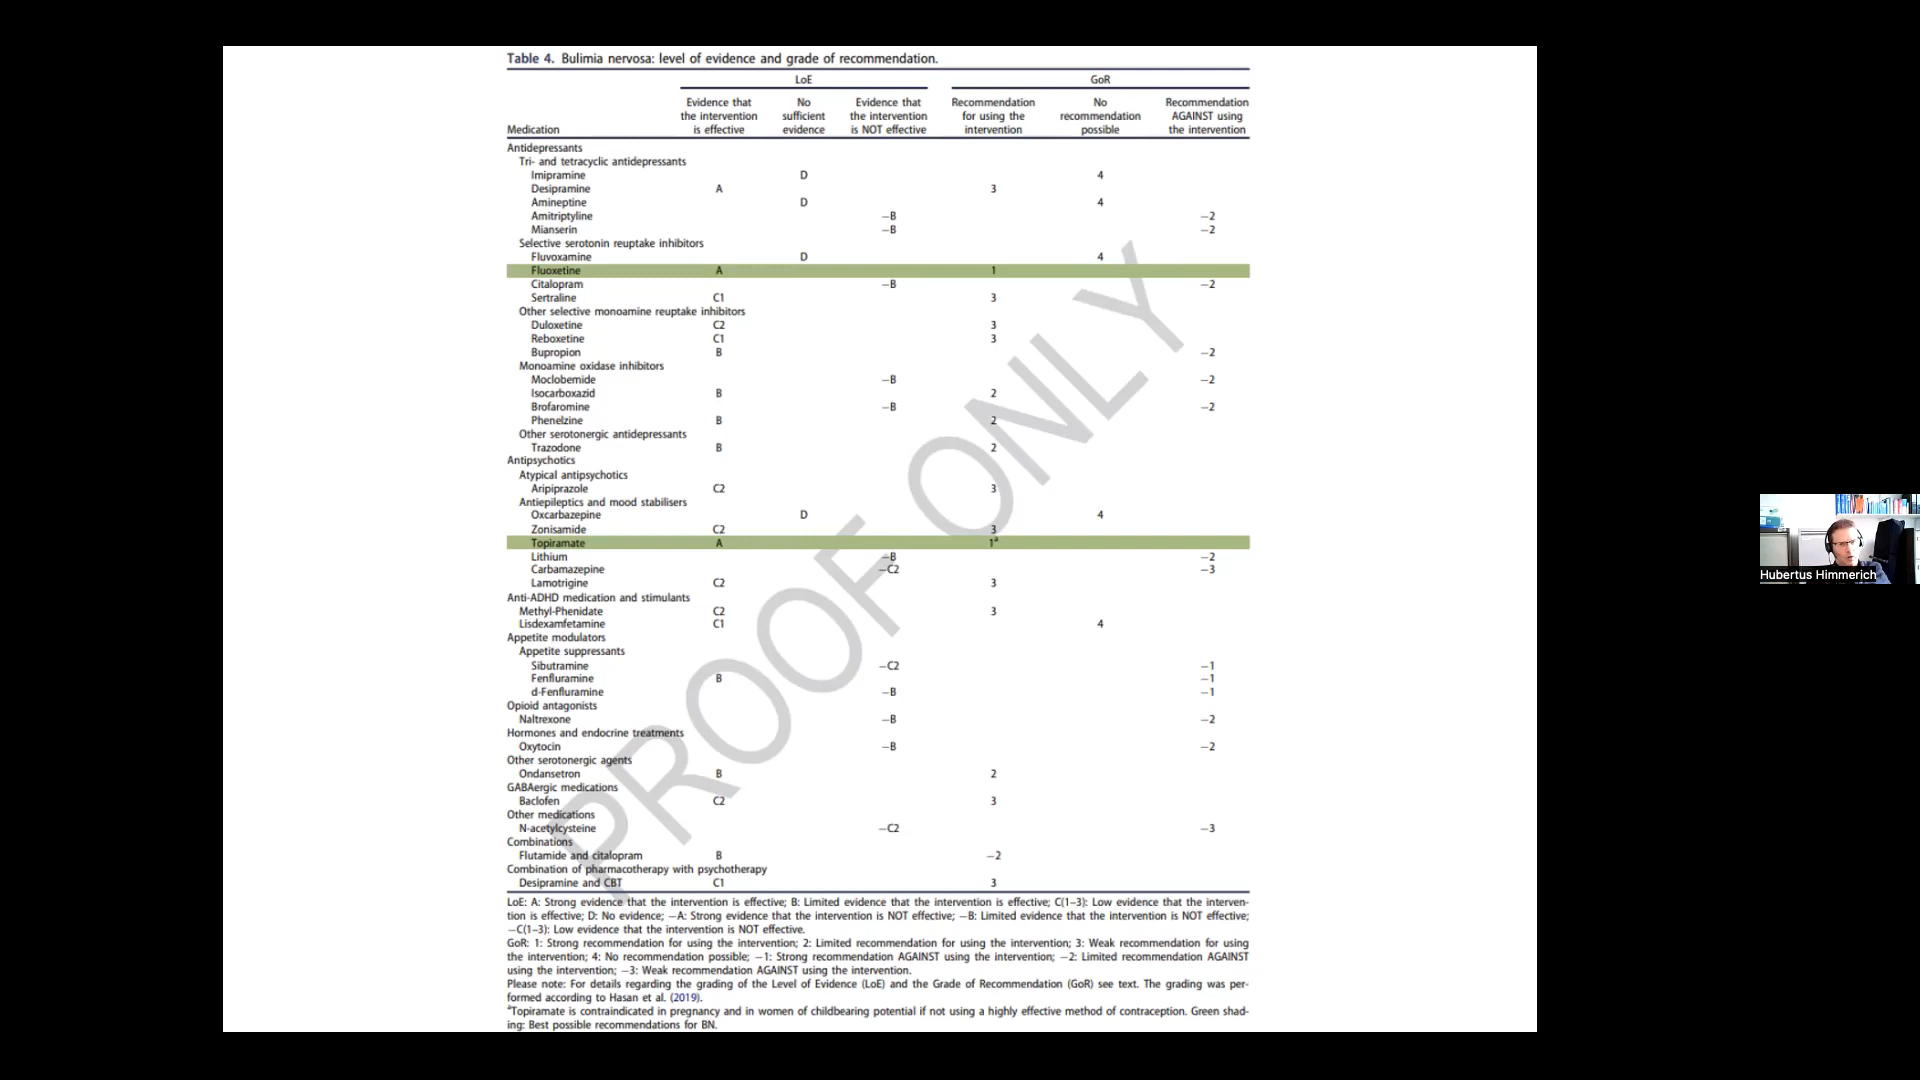 Table 4. Bulimia nervosa: level of evidence and grade of recommendation.
LoE GoR
Evidence that the intervention is effective No sufficient evidence Evidence that the intervention is NOT effective Recommendation for using the intervention No recommendation possible Recommendation AGAINST using the intervention
Medication
Antidepressants
Tri- and tetracyclic antidepressants
Imipramine D 4
Desipramine A 3
Amineptine D 4
Amitriptyline −B −2
Mianserin −B −2
Selective serotonin reuptake inhibitors
Fluvoxamine D 4
Fluoxetine A 1
Citalopram −B −2
Sertraline C1 3
Other selective monoamine reuptake inhibitors
Duloxetine C2 3
Reboxetine C1 3
Bupropion B −2
Monoamine oxidase inhibitors
Moclobemide −B −2
Isocarboxazid B 2
Brofaromine −B −2
Phenelzine B 2
Other serotonergic antidepressants
Trazodone B 2
Antipsychotics
Atypical antipsychotics
Aripiprazole C2 3
Antiepileptics and mood stabilisers
Oxcarbazepine D 4
Zonisamide C2 3
Topiramate A 1a
Lithium −B −2
Carbamazepine −C2 −3
Lamotrigine C2 3
Anti-ADHD medication and stimulants
Methyl-Phenidate C2 3
Lisdexamfetamine C1 4
Appetite modulators
Appetite suppressants
Sibutramine −C2 −1
Fenfluramine B −1
d-Fenfluramine −B −1
Opioid antagonists
Naltrexone −B −2
Hormones and endocrine treatments
Oxytocin −B −2
Other serotonergic agents
Ondansetron B 2
GABAergic medications
Baclofen C2 3
Other medications
N-acetylcysteine −C2 −3
Combinations
Flutamide and citalopram B −2
Combination of pharmacotherapy with psychotherapy
Desipramine and CBT C1 3
LoE: A: Strong evidence that the intervention is effective; B: Limited evidence that the intervention is effective; C(1–3): Low evidence that the interven-
tion is effective; D: No evidence; −A: Strong evidence that the intervention is NOT effective; −B: Limited evidence that the intervention is NOT effective;
−C(1–3): Low evidence that the intervention is NOT effective.
GoR: 1: Strong recommendation for using the intervention; 2: Limited recommendation for using the intervention; 3: Weak recommendation for using
the intervention; 4: No recommendation possible; −1: Strong recommendation AGAINST using the intervention; −2: Limited recommendation AGAINST
using the intervention; −3: Weak recommendation AGAINST using the intervention.
Please note: For details regarding the grading of the Level of Evidence (LoE) and the Grade of Recommendation (GoR) see text. The grading was per-
formed according to Hasan et al. (2019).
aTopiramate is contraindicated in pregnancy and in women of childbearing potential if not using a highly effective method of contraception. Green shad-
ing: Best possible recommendations for BN.
PROOF ONLY
Hubertus Himmerich